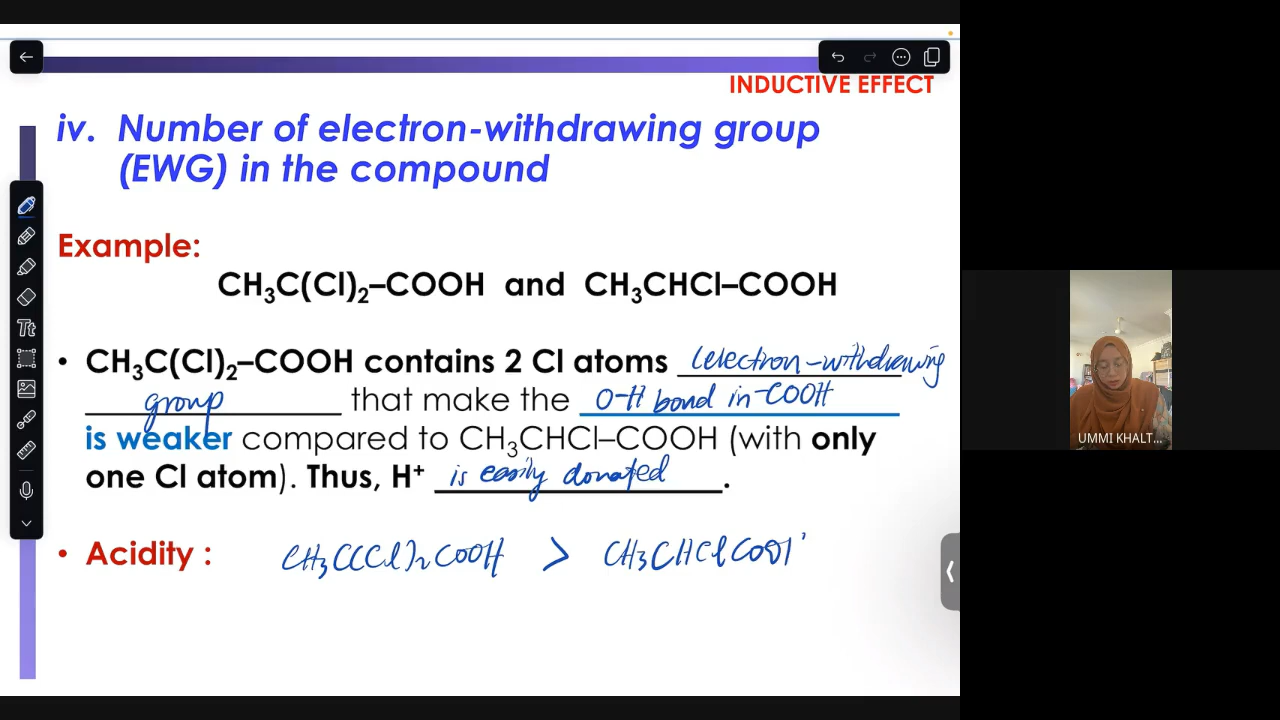 INDUCTIVE EFFECT
iv. Number of electron-withdrawing group
(EWG) in the compound
Example:
CH₃C(Cl)₂–COOH and CH₃CHCl–COOH
• CH₃C(Cl)₂–COOH contains 2 Cl atoms (electron-withdrawing
group that make the O-H bond in -COOH
is weaker compared to CH₃CHCl–COOH (with only
one Cl atom). Thus, H⁺ is easily donated.
• Acidity : CH₃C(Cl)₂COOH > CH₃CHClCOO
Tt
UMMI KHALT...